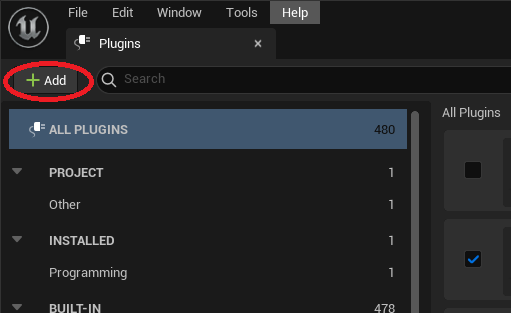 File Edit Window Tools Help
Plugins
Add Search
All Plugins
ALL PLUGINS 480
PROJECT 1
Other 1
INSTALLED 1
Programming 1
BUILT-IN 478